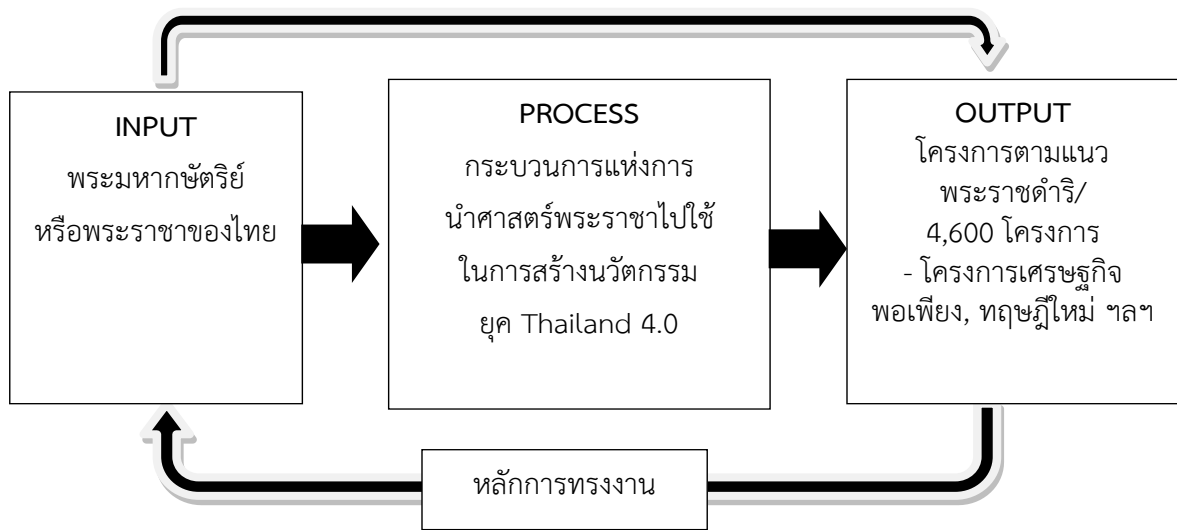 INPUT
พระมหากษัตริย์
หรือพระราชาของไทย
PROCESS
กระบวนการแห่งการ
นำศาสตร์พระราชาไปใช้
ในการสร้างนวัตกรรม
ยุค Thailand 4.0
OUTPUT
โครงการตามแนว
พระราชดำริ/
4,600 โครงการ
- โครงการเศรษฐกิจ
พอเพียง, ทฤษฎีใหม่ ฯลฯ
หลักการทรงงาน